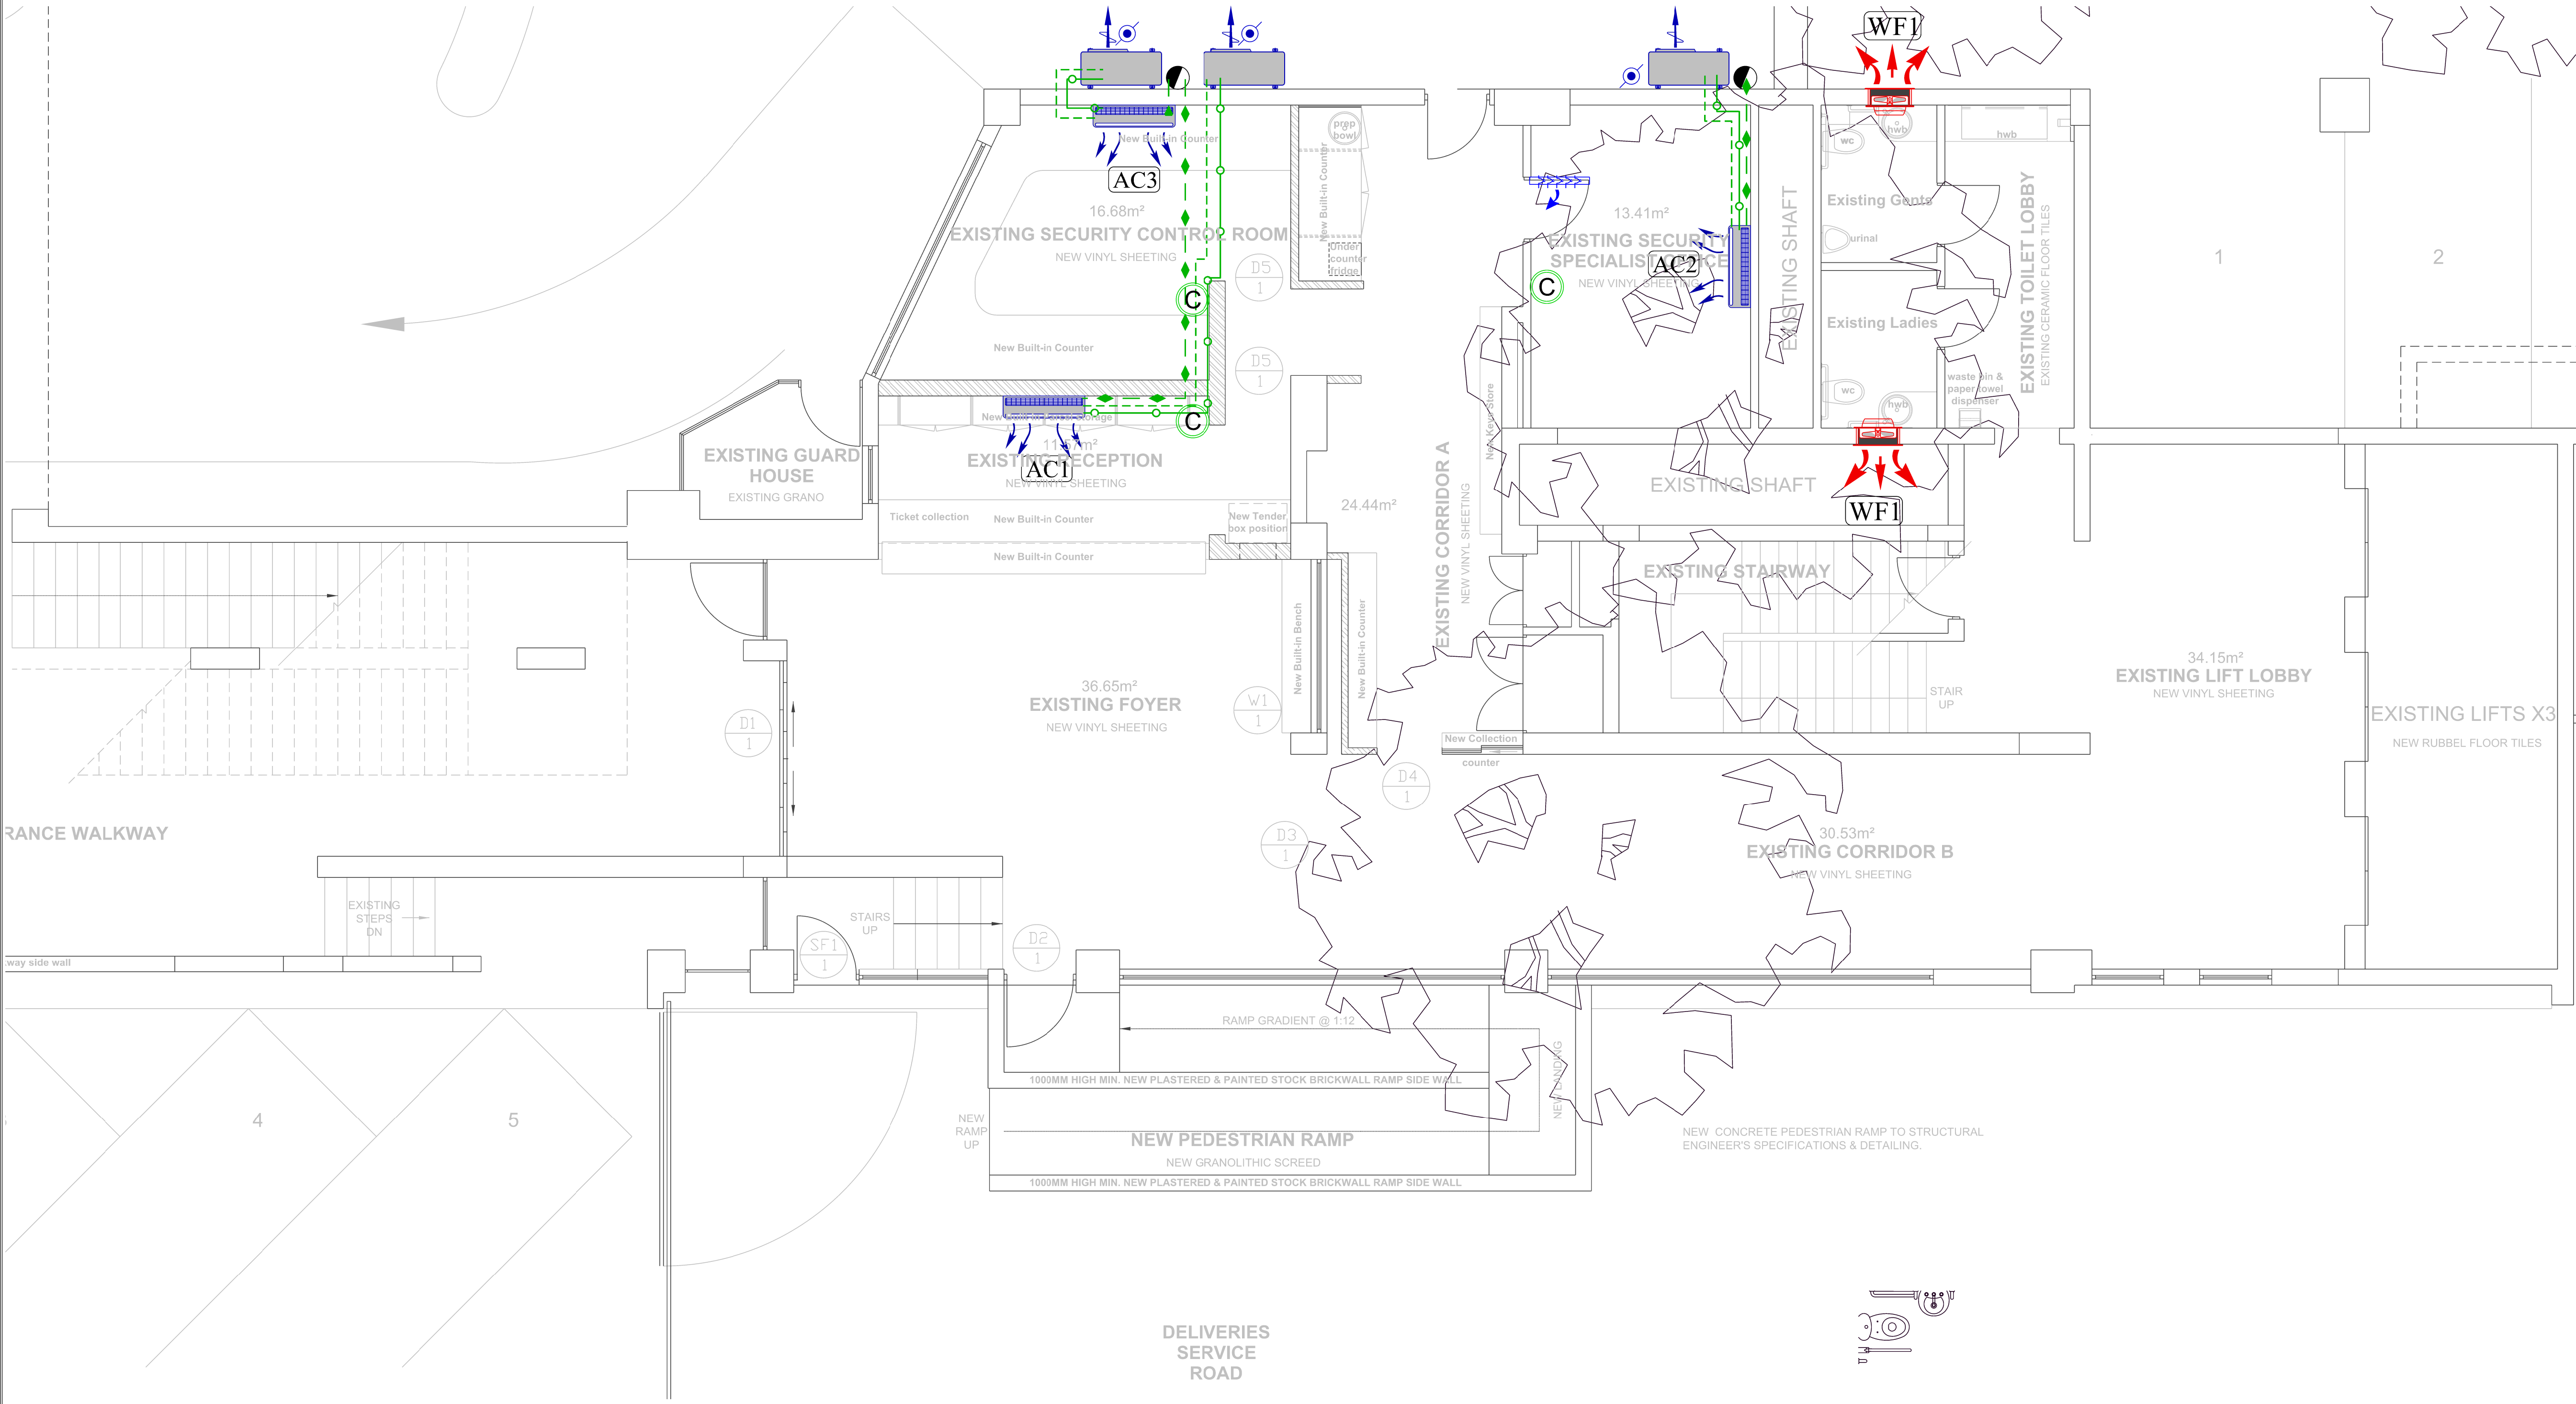 WF1
prep
bowl
New Built-in Counter
New Built-in Counter
AC3
hwb
hwb
wc
16.68m²
EXISTING SECURITY CONTROL ROOM
NEW VINYL SHEETING
Under
counter
fridge
D5
1
13.41m²
EXISTING SECURITY
SPECIALIST OFFICE
AC2
NEW VINYL SHEETING
C
C
EXISTING SHAFT
Existing Gents
urinal
Existing Ladies
EXISTING TOILET LOBBY
EXISTING CERAMIC FLOOR TILES
1
2
New Built-in Counter
D5
1
wc
hwb
waste bin &
paper towel
dispenser
New Keys Store
C
11.57m²
EXISTING RECEPTION
AC1
NEW VINYL SHEETING
EXISTING GUARD
HOUSE
EXISTING GRANO
Ticket collection
New Built-in Counter
New Tender
box position
New Built-in Counter
24.44m²
EXISTING CORRIDOR A
NEW VINYL SHEETING
EXISTING SHAFT
WF1
EXISTING STAIRWAY
STAIR
UP
New Built-in Bench
New Built-in Counter
36.65m²
EXISTING FOYER
NEW VINYL SHEETING
W1
1
D1
1
New Collection
counter
D4
1
D3
1
34.15m²
EXISTING LIFT LOBBY
NEW VINYL SHEETING
EXISTING LIFTS X3
NEW RUBBEL FLOOR TILES
RANCE WALKWAY
30.53m²
EXISTING CORRIDOR B
NEW VINYL SHEETING
EXISTING
STEPS
DN
STAIRS
UP
SF1
1
D2
1
way side wall
RAMP GRADIENT @ 1:12
NEW LANDING
1000MM HIGH MIN. NEW PLASTERED & PAINTED STOCK BRICKWALL RAMP SIDE WALL
4
5
NEW
RAMP
UP
NEW PEDESTRIAN RAMP
NEW GRANOLITHIC SCREED
1000MM HIGH MIN. NEW PLASTERED & PAINTED STOCK BRICKWALL RAMP SIDE WALL
NEW CONCRETE PEDESTRIAN RAMP TO STRUCTURAL
ENGINEER'S SPECIFICATIONS & DETAILING.
DELIVERIES
SERVICE
ROAD